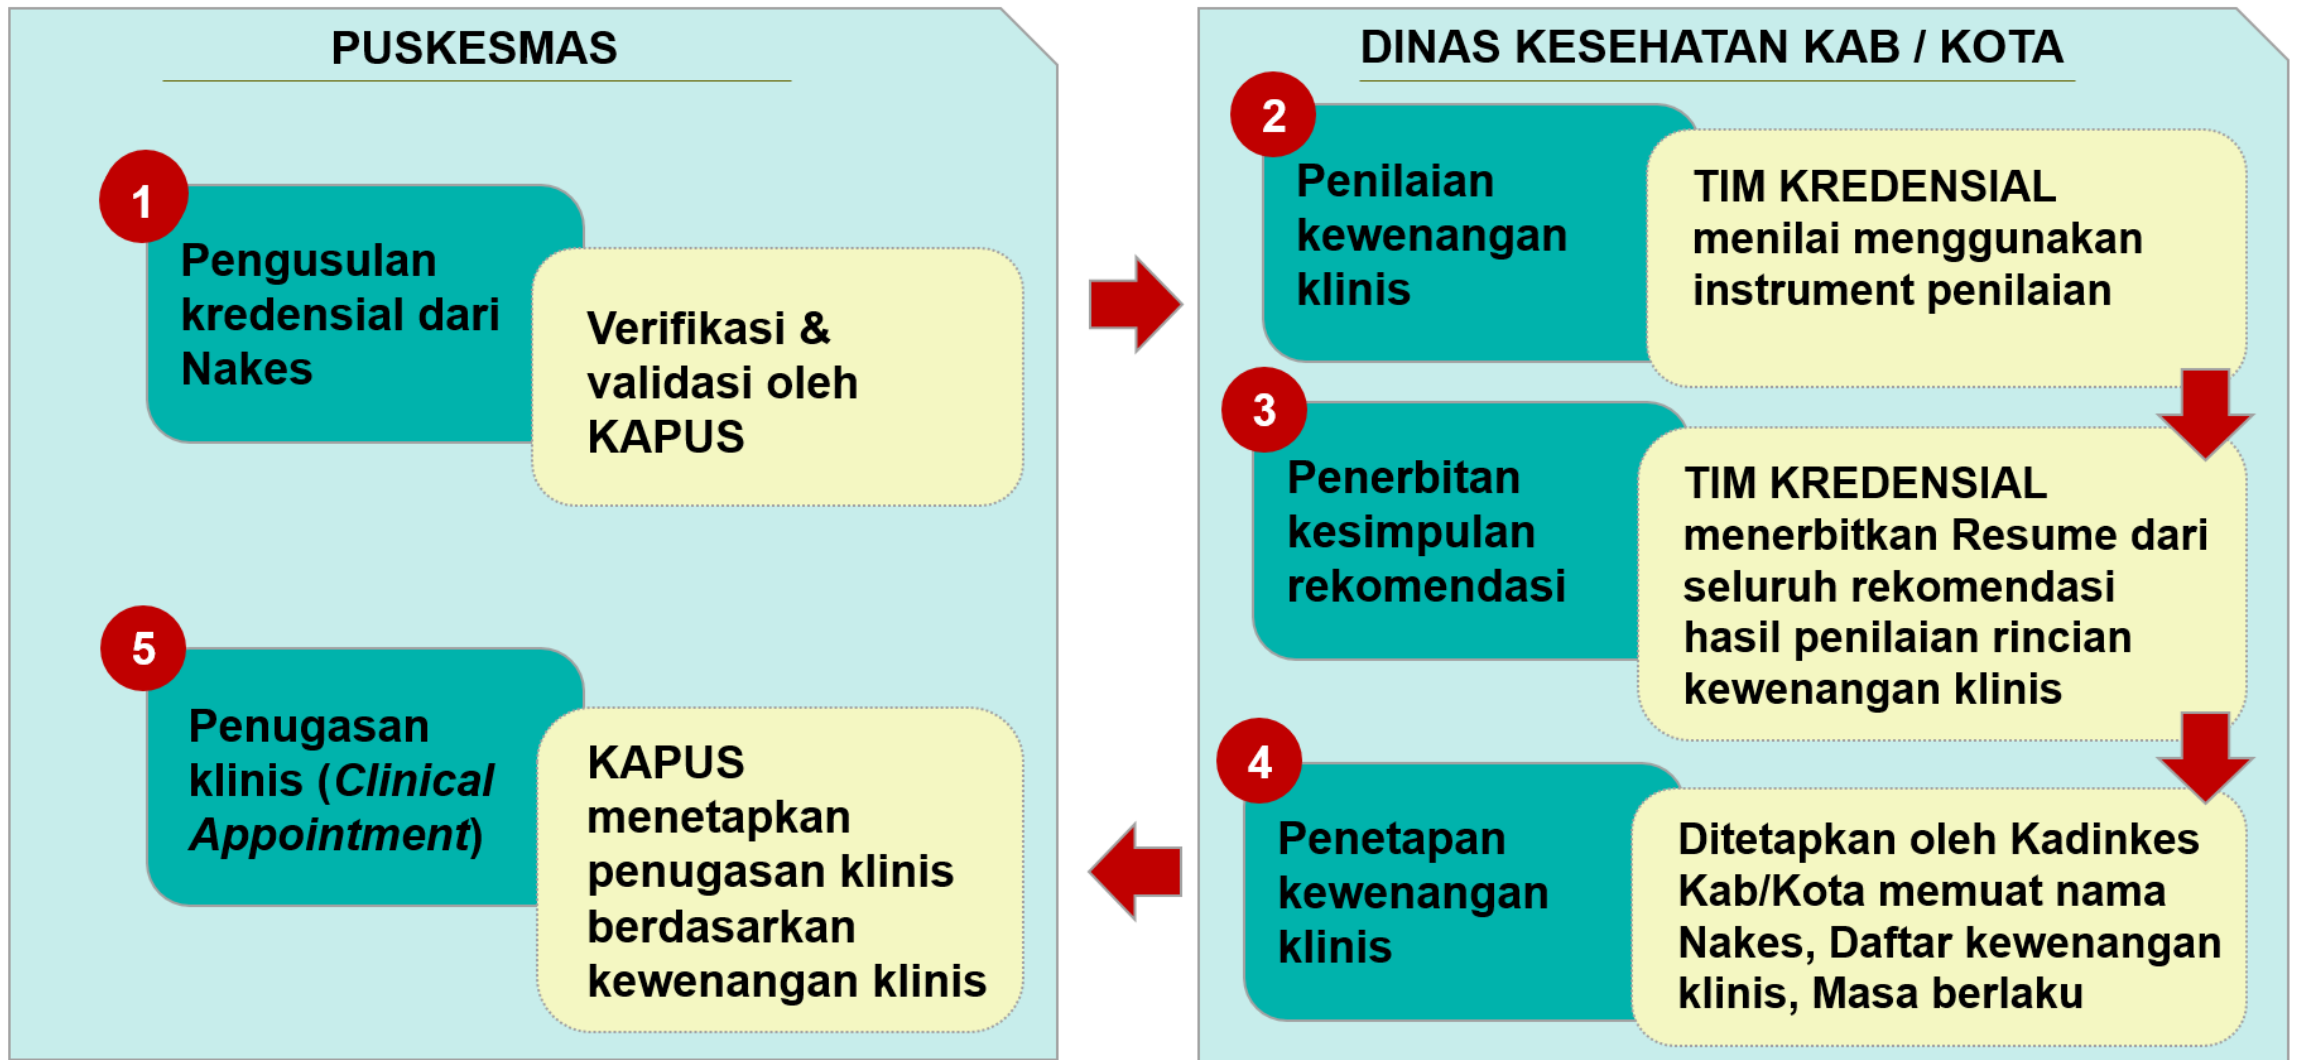 PUSKESMAS
1
Pengusulan
kredensial dari
Nakes
Verifikasi &
validasi oleh
KAPUS
DINAS KESEHATAN KAB / KOTA
2
Penilaian
kewenangan
klinis
TIM KREDENSIAL
menilai menggunakan
instrument penilaian
3
Penerbitan
kesimpulan
rekomendasi
TIM KREDENSIAL
menerbitkan Resume dari
seluruh rekomendasi
hasil penilaian rincian
kewenangan klinis
4
Penetapan
kewenangan
klinis
Ditetapkan oleh Kadinkes
Kab/Kota memuat nama
Nakes, Daftar kewenangan
klinis, Masa berlaku
5
Penugasan
klinis (Clinical
Appointment)
KAPUS
menetapkan
penugasan klinis
berdasarkan
kewenangan klinis